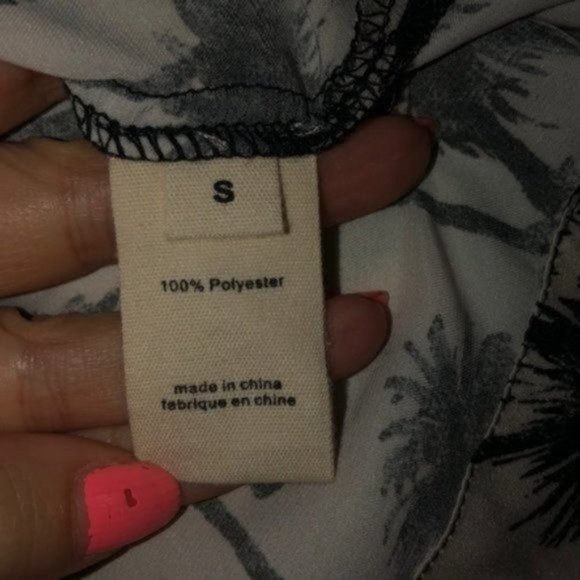 S
100% Polyester
made in china
fabrique en chine